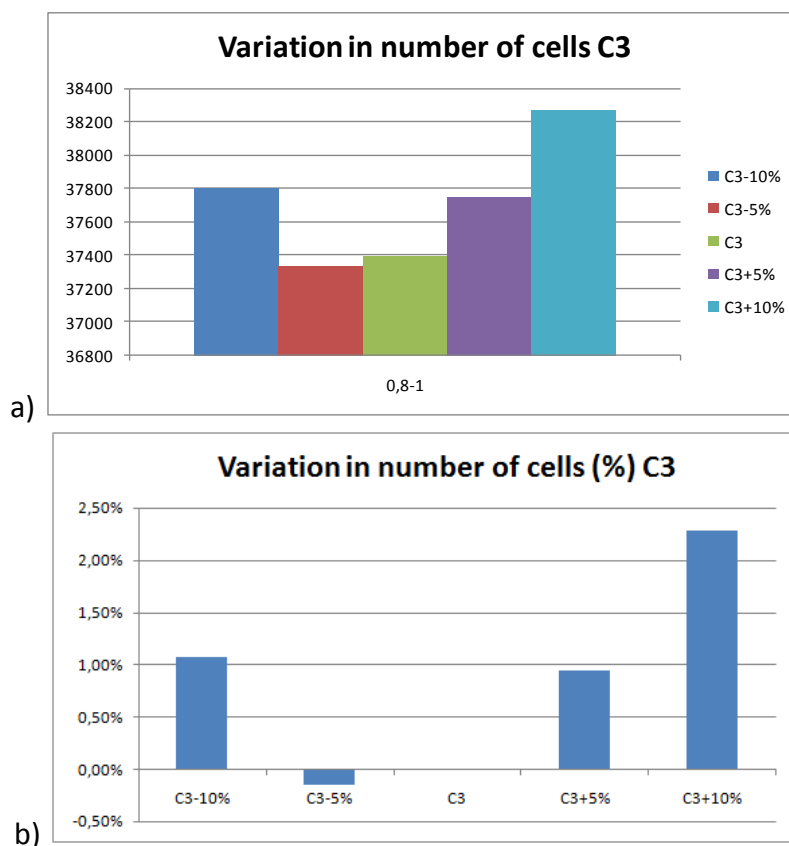 Variation in number of cells C3
38400
38200
38000
37800
37600
37400
37200
37000
36800
0,8-1
C3-10%
C3-5%
C3
C3+5%
C3+10%
a)
Variation in number of cells (%) C3
2,50%
2,00%
1,50%
1,00%
0,50%
0,00%
-0,50%
C3-10%
C3-5%
C3
C3+5%
C3+10%
b)